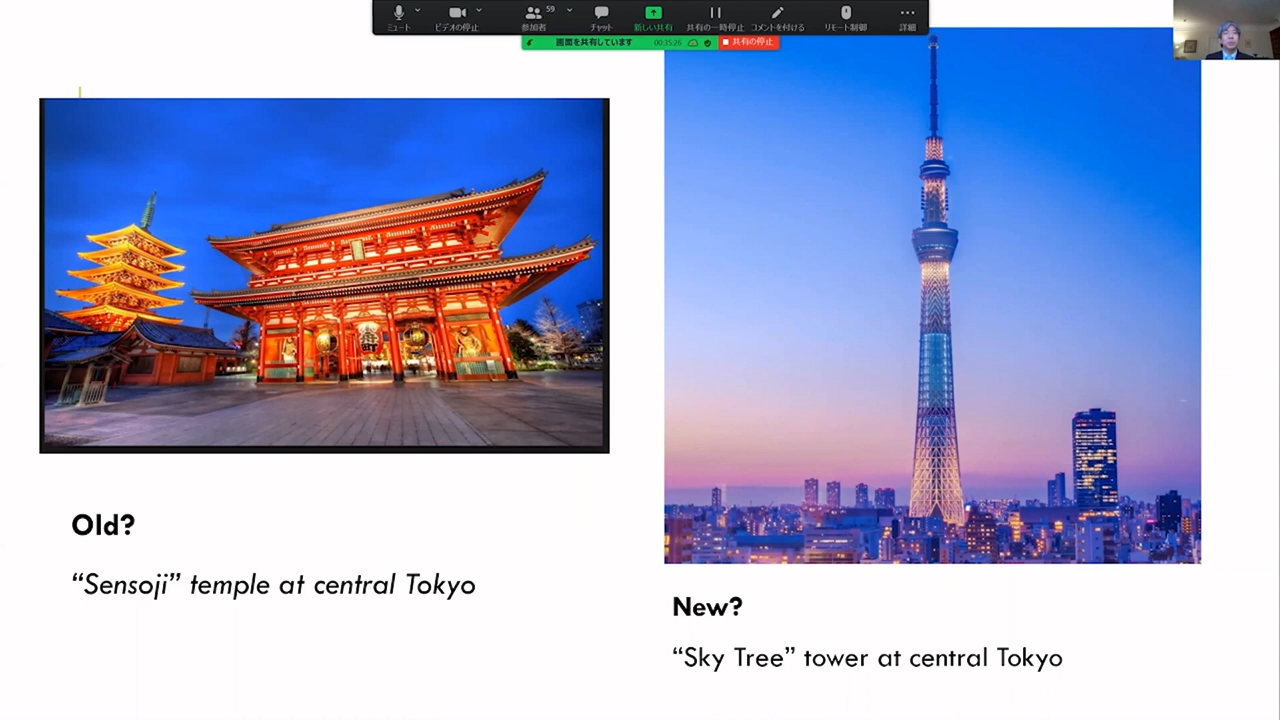 59
ミュート
ビデオの停止
参加者
チャット
新しい共有
共有の一時停止
コメントを付ける
リモート制御
詳細
画面を共有しています
00:35:26
共有の停止
Old?
“Sensoji” temple at central Tokyo
New?
“Sky Tree” tower at central Tokyo